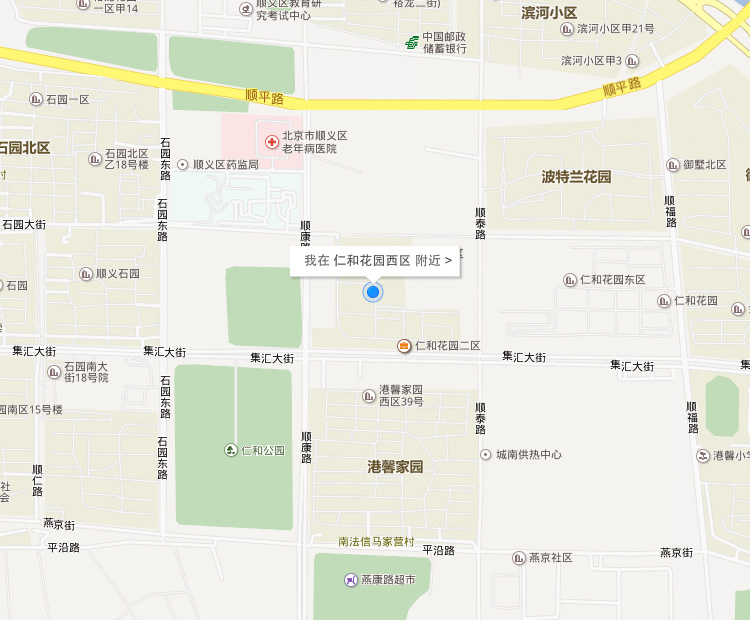 一区甲14
顺义区教育研
究考试中心
裕龙二街)
滨河小区
滨河小区甲21号
中国邮政
储蓄银行
滨河小区甲3
顺平路
顺平路
石园一区
北京市顺义区
老年病医院
石园北区
石园北区
乙18号楼
石园东路
顺义区药监局
波特兰花园
御墅北区
村
石园东路
顺康路
顺泰路
顺福路
石园大街
我在 仁和花园西区 附近 >
区
顺义石园
石园
仁和花园东区
仁和花园
仁和花园二区
集汇大街
集汇大街
集汇大街
集汇大街
集汇大街
集
石园南大
街18号院
石园东路
港馨家园
西区39号
园南区15号楼
顺泰路
顺福路
石园东路
仁和公园
顺康路
城南供热中心
港馨小学
港馨家园
顺仁路
社
会
燕京街
南法信马家营村
平沿路
平沿路
燕京社区
燕京街
燕康路超市